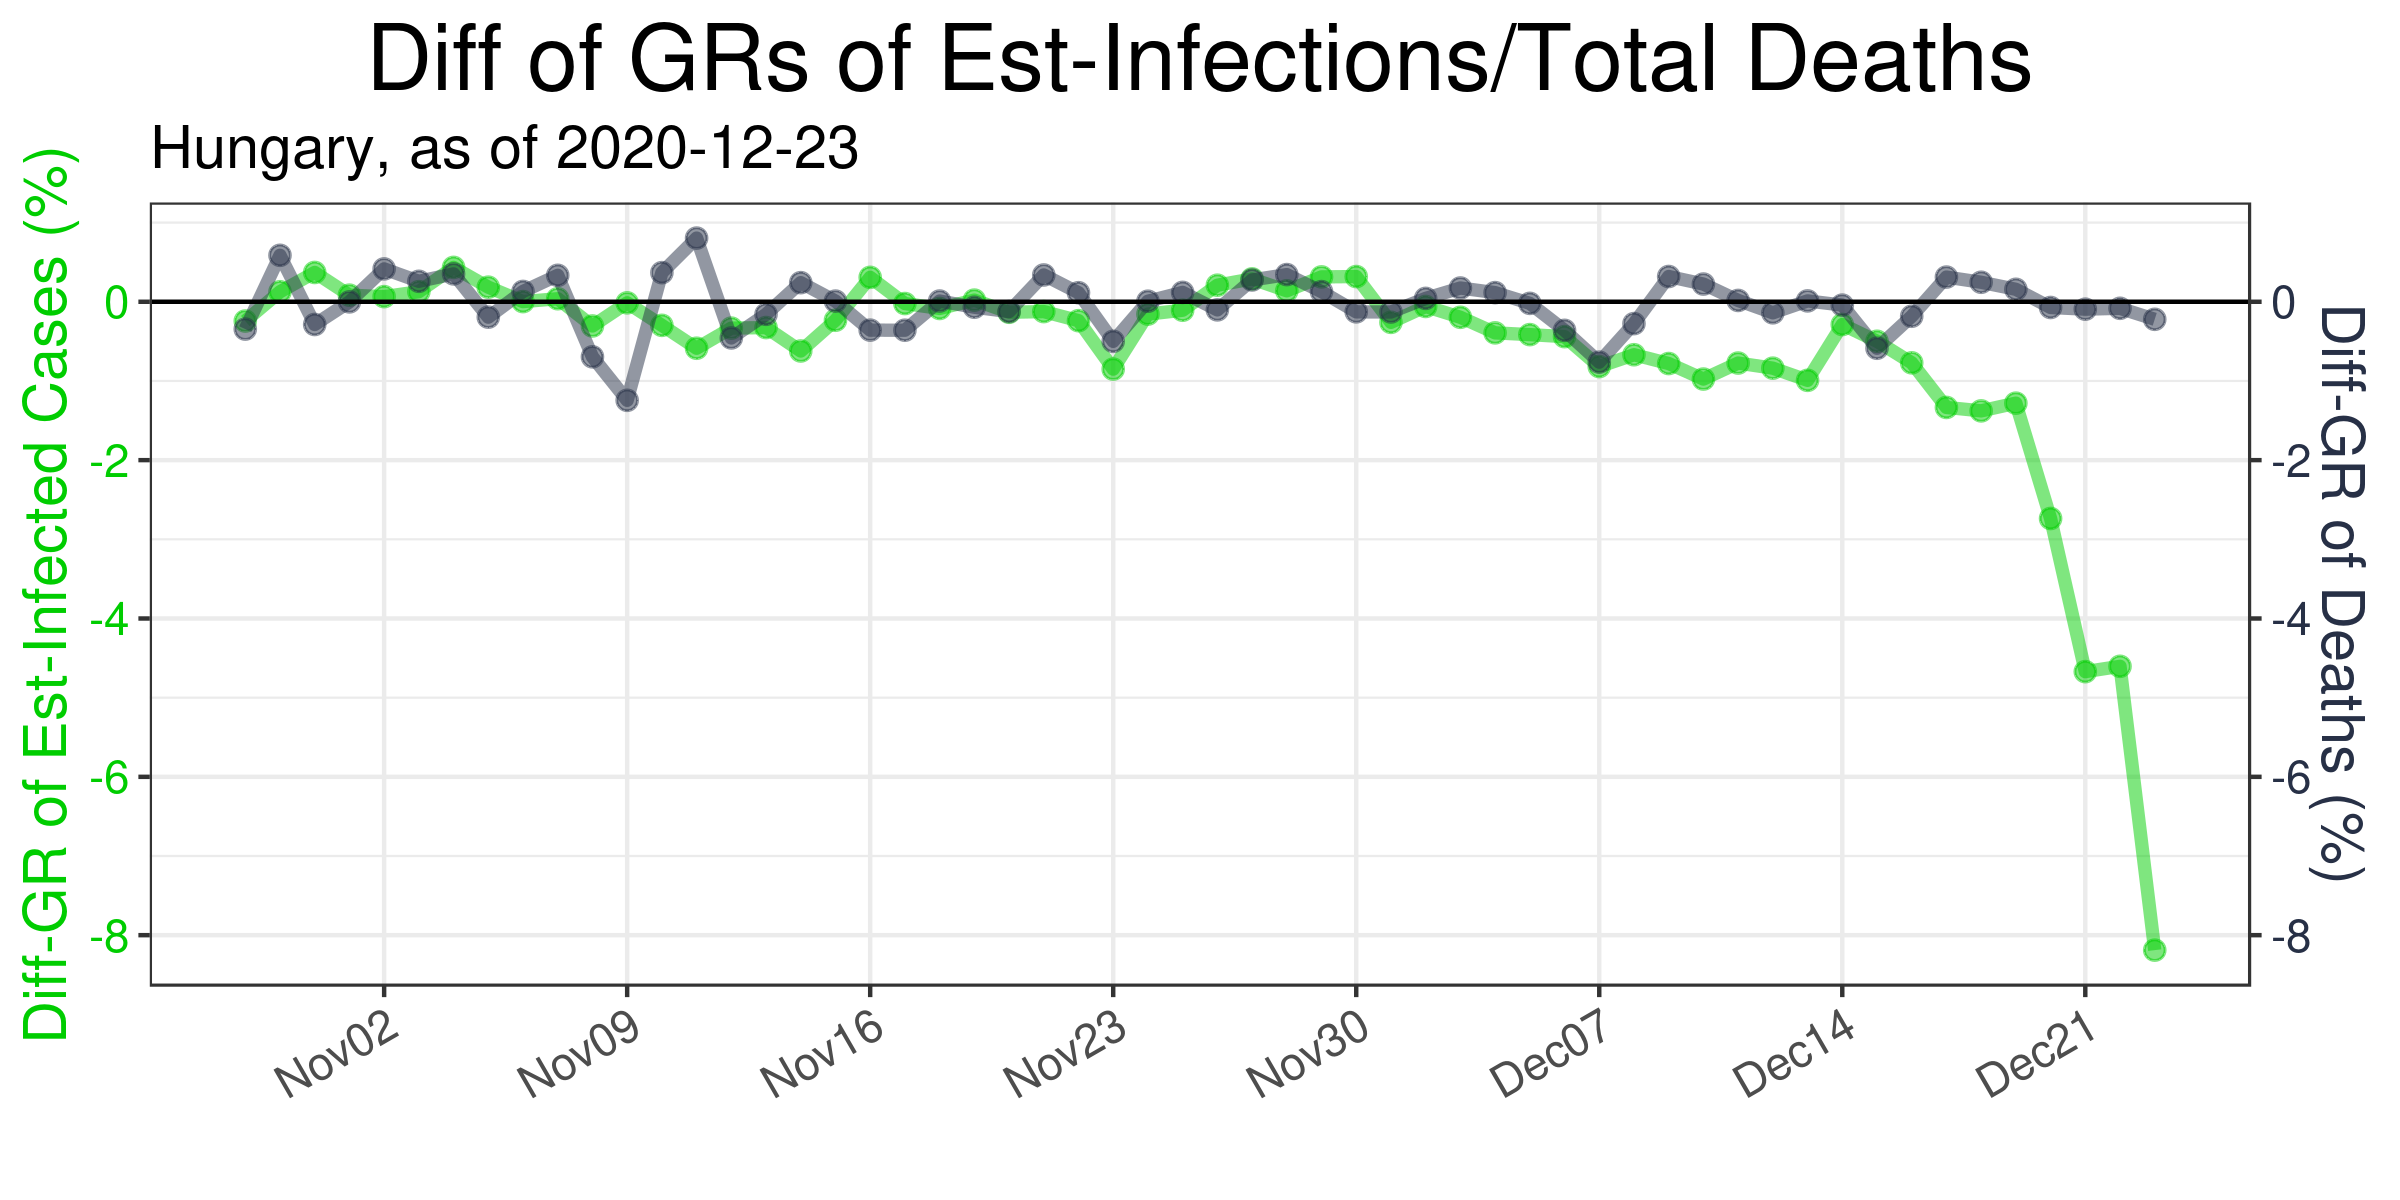 Diff of GRs of Est-Infections/Total Deaths
Hungary, as of 2020-12-23
Diff-GR of Est-Infected Cases (%)
0
-2
-4
-6
-8
0
-2
-4
-6
-8
Diff-GR of Deaths (%)
Nov02
Nov09
Nov16
Nov23
Nov30
Dec07
Dec14
Dec21